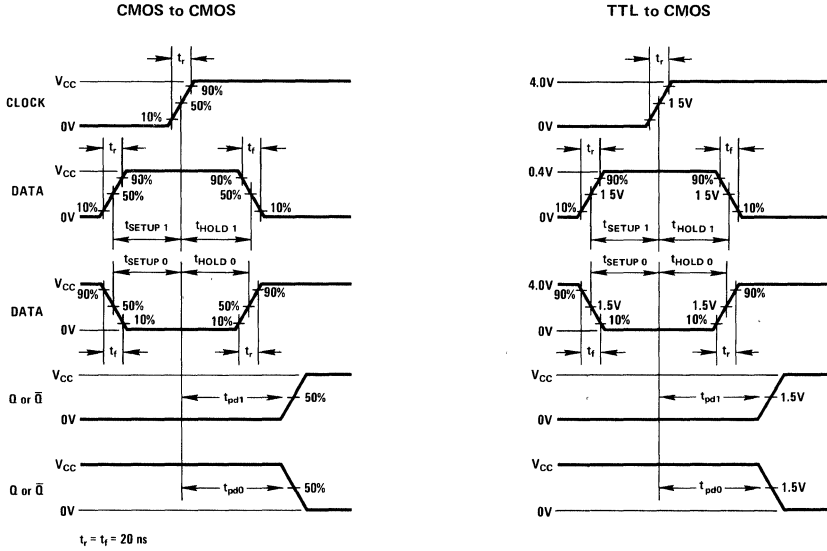 CMOS to CMOS
tr
VCC
90%
CLOCK
50%
10%
0V
tr
tf
VCC
90%
90%
DATA
50%
50%
10%
10%
0V
tSETUP 1
tHOLD 1
tSETUP 0
tHOLD 0
VCC
90%
90%
DATA
50%
50%
10%
10%
0V
tf
tr
VCC
Q or Q̅
tpd1
50%
0V
VCC
Q or Q̅
tpd0
50%
0V
tr = tf = 20 ns
TTL to CMOS
tr
4.0V
90%
1 5V
0V
tr
tf
0.4V
90%
90%
1 5V
1 5V
10%
10%
0V
tSETUP 1
tHOLD 1
tSETUP 0
tHOLD 0
4.0V
90%
90%
1.5V
1.5V
10%
10%
0V
tf
tr
VCC
tpd1
1.5V
0V
VCC
tpd0
1.5V
0V